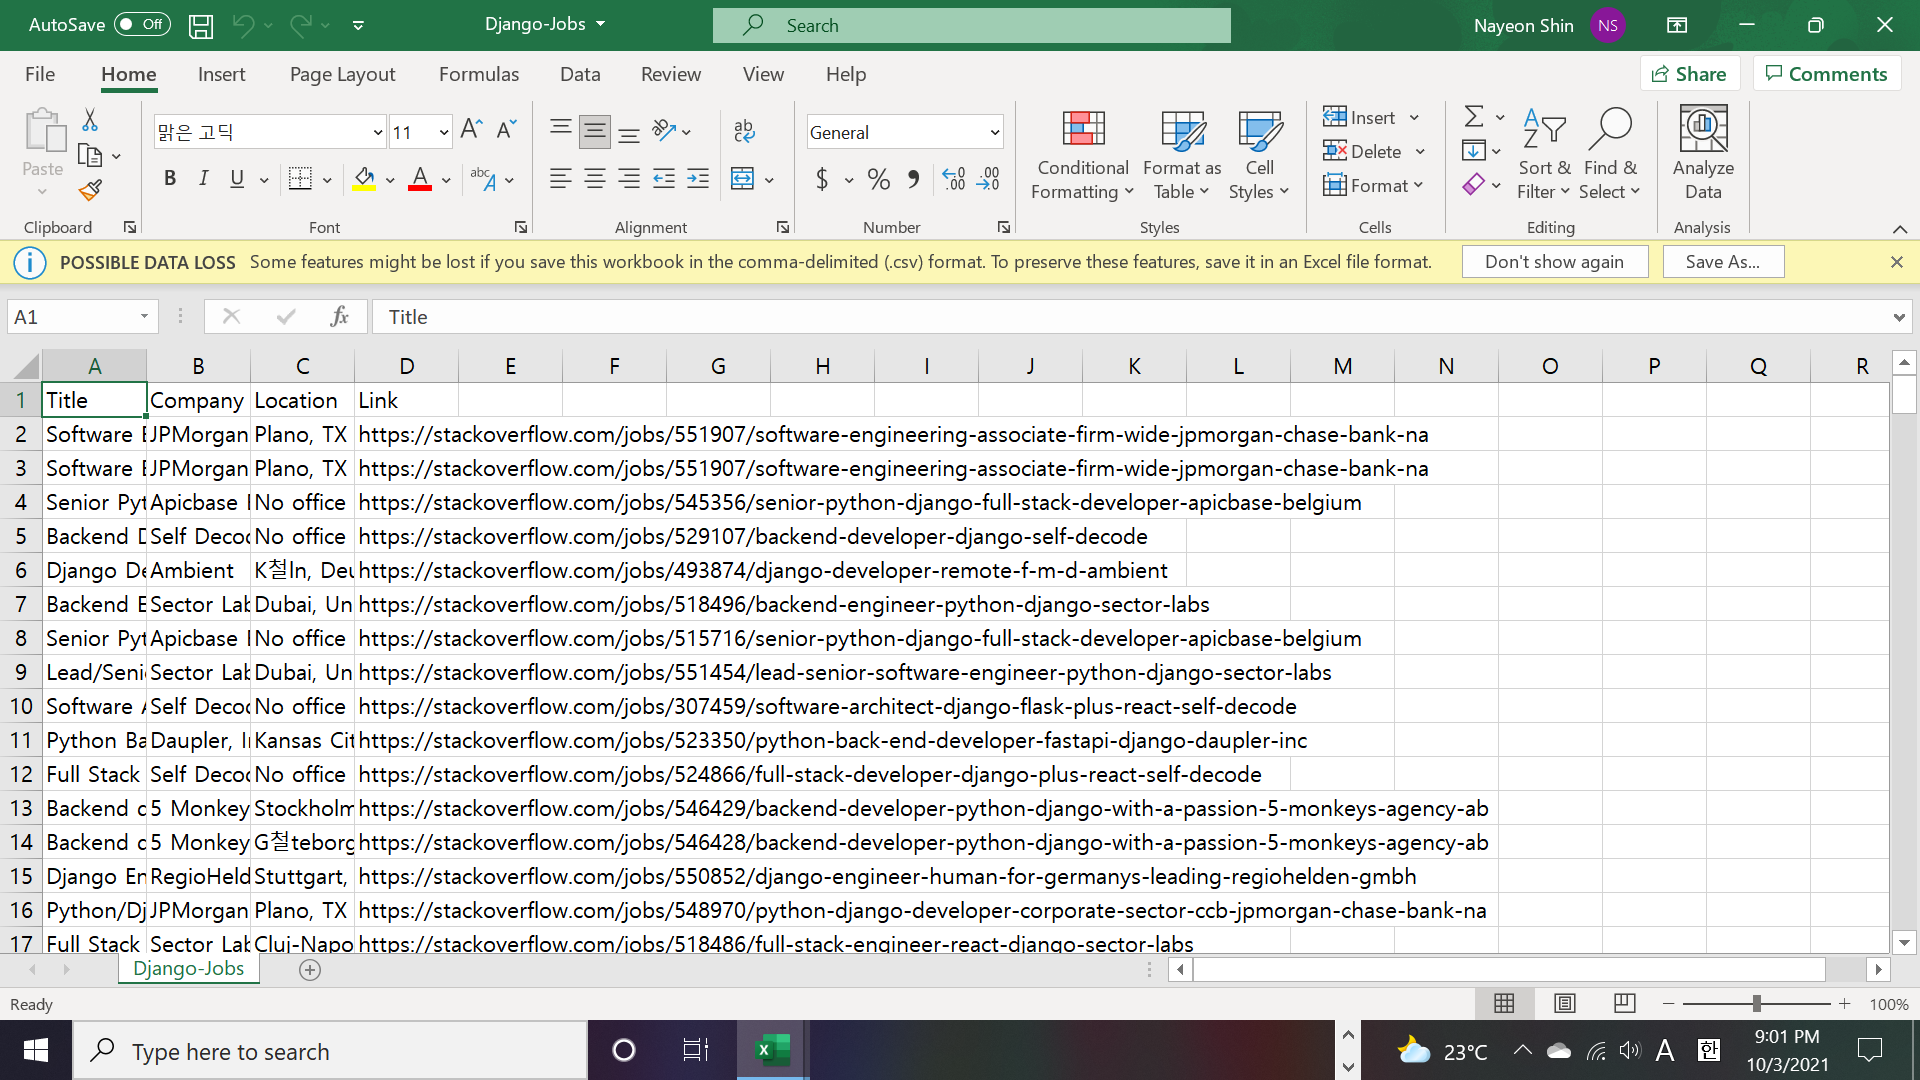 AutoSave Off Django-Jobs Search Nayeon Shin NS
File Home Insert Page Layout Formulas Data Review View Help Share Comments
Paste 맑은 고딕 11 General Conditional Formatting Format as Table Cell Styles Insert Delete Format Sort & Filter Find & Select Analyze Data
Clipboard Font Alignment Number Styles Cells Editing Analysis
POSSIBLE DATA LOSS Some features might be lost if you save this workbook in the comma-delimited (.csv) format. To preserve these features, save it in an Excel file format. Don't show again Save As...
A1 fx Title
A B C D E F G H I J K L M N O P Q R
1 Title Company Location Link
2 Software E JPMorgan Plano, TX https://stackoverflow.com/jobs/551907/software-engineering-associate-firm-wide-jpmorgan-chase-bank-na
3 Software E JPMorgan Plano, TX https://stackoverflow.com/jobs/551907/software-engineering-associate-firm-wide-jpmorgan-chase-bank-na
4 Senior Pyt Apicbase No office https://stackoverflow.com/jobs/545356/senior-python-django-full-stack-developer-apicbase-belgium
5 Backend D Self Decod No office https://stackoverflow.com/jobs/529107/backend-developer-django-self-decode
6 Django De Ambient K철ln, Deu https://stackoverflow.com/jobs/493874/django-developer-remote-f-m-d-ambient
7 Backend E Sector Lab Dubai, Un https://stackoverflow.com/jobs/518496/backend-engineer-python-django-sector-labs
8 Senior Pyt Apicbase No office https://stackoverflow.com/jobs/515716/senior-python-django-full-stack-developer-apicbase-belgium
9 Lead/Seni Sector Lab Dubai, Un https://stackoverflow.com/jobs/551454/lead-senior-software-engineer-python-django-sector-labs
10 Software A Self Decod No office https://stackoverflow.com/jobs/307459/software-architect-django-flask-plus-react-self-decode
11 Python Ba Daupler, In Kansas Cit https://stackoverflow.com/jobs/523350/python-back-end-developer-fastapi-django-daupler-inc
12 Full Stack Self Decod No office https://stackoverflow.com/jobs/524866/full-stack-developer-django-plus-react-self-decode
13 Backend d 5 Monkey Stockholm https://stackoverflow.com/jobs/546429/backend-developer-python-django-with-a-passion-5-monkeys-agency-ab
14 Backend d 5 Monkey G철teborg https://stackoverflow.com/jobs/546428/backend-developer-python-django-with-a-passion-5-monkeys-agency-ab
15 Django En RegioHeld Stuttgart, https://stackoverflow.com/jobs/550852/django-engineer-human-for-germanys-leading-regiohelden-gmbh
16 Python/Dj JPMorgan Plano, TX https://stackoverflow.com/jobs/548970/python-django-developer-corporate-sector-ccb-jpmorgan-chase-bank-na
17 Full Stack Sector Lab Cluj-Napo https://stackoverflow.com/jobs/518486/full-stack-engineer-react-django-sector-labs
Django-Jobs
Ready 100%
Type here to search 23°C A 한 9:01 PM
10/3/2021